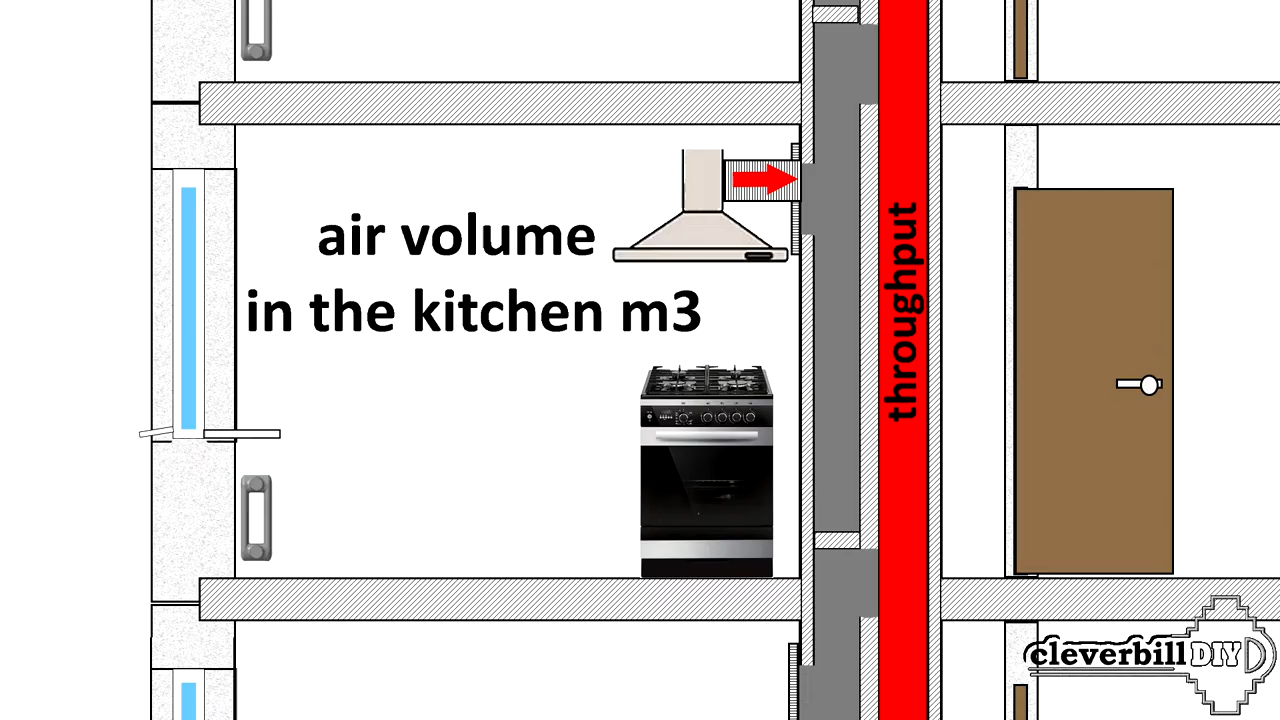 air volume
in the kitchen m3
throughput
cleverbill DIY